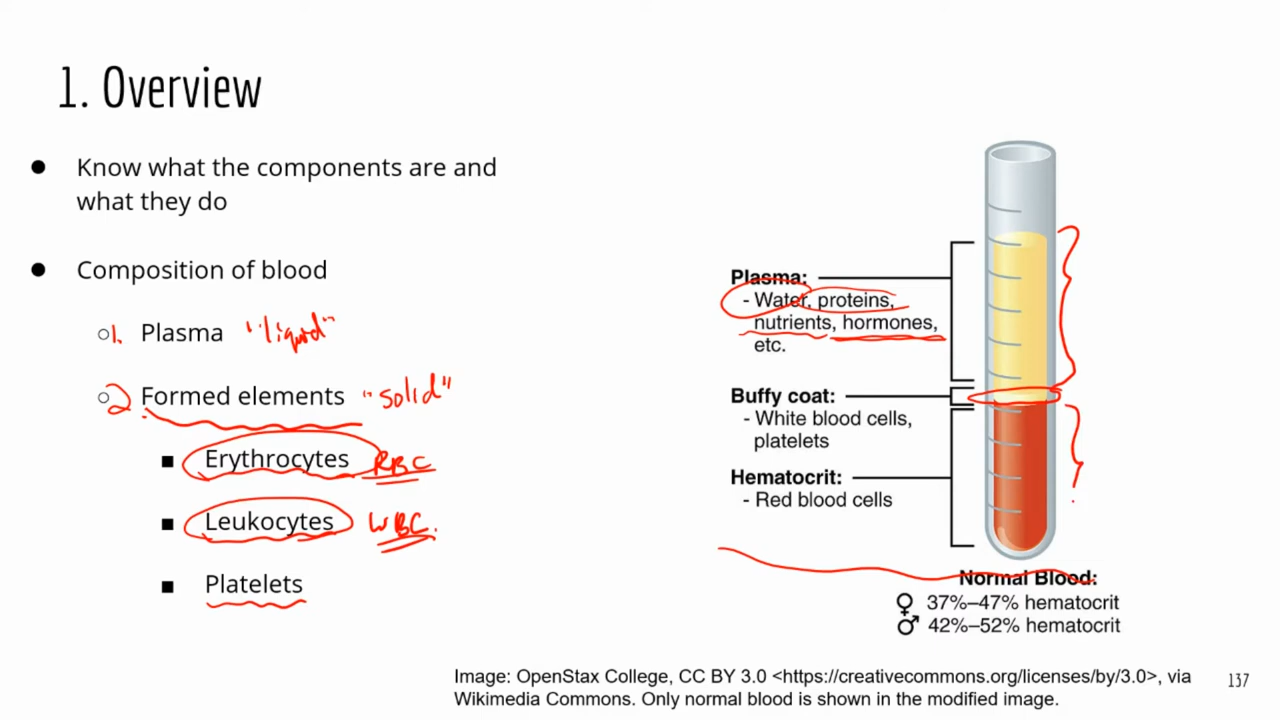 1. Overview
● Know what the components are and
what they do
● Composition of blood
1. Plasma "liquid"
2 Formed elements "solid"
■ Erythrocytes RBC
■ Leukocytes WBC.
■ Platelets
Plasma:
- Water, proteins,
nutrients, hormones,
etc.
Buffy coat:
- White blood cells,
platelets
Hematocrit:
- Red blood cells
Normal Blood:
♀ 37%–47% hematocrit
♂ 42%–52% hematocrit
Image: OpenStax College, CC BY 3.0 <https://creativecommons.org/licenses/by/3.0>, via
Wikimedia Commons. Only normal blood is shown in the modified image.
137